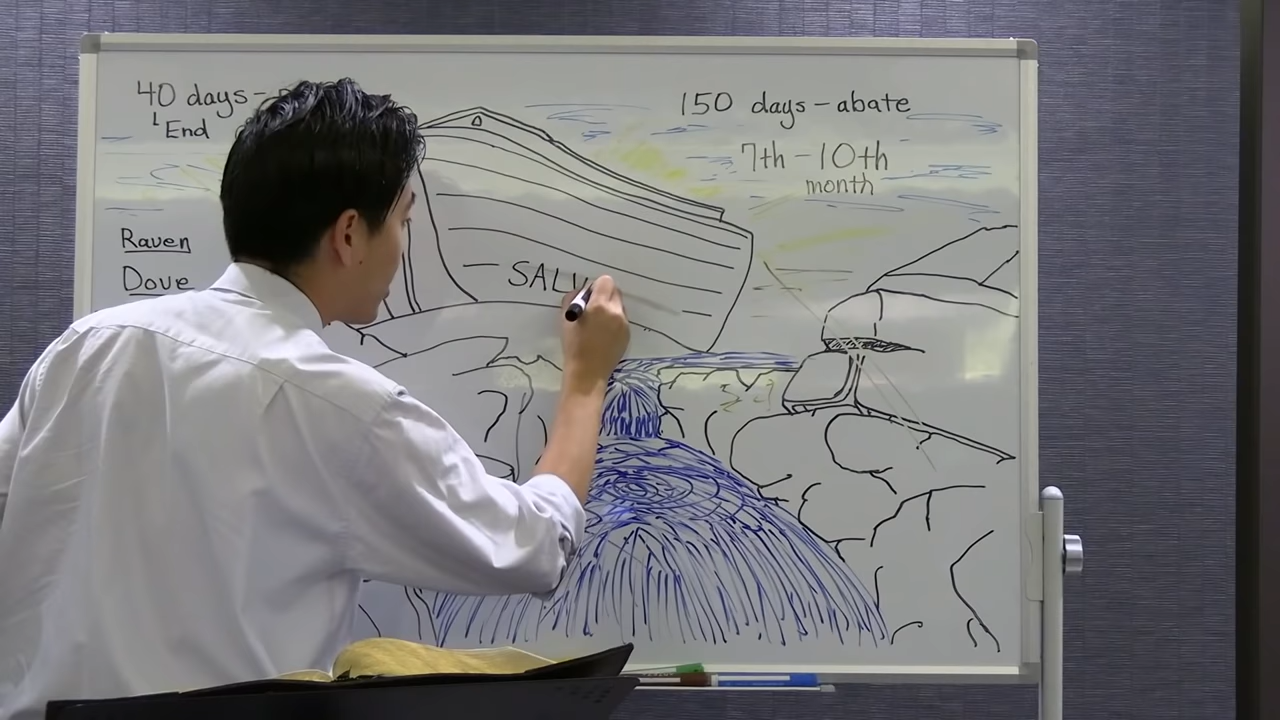 40 days -
End
150 days - abate
7th - 10th
month
Raven
Dove
SAL